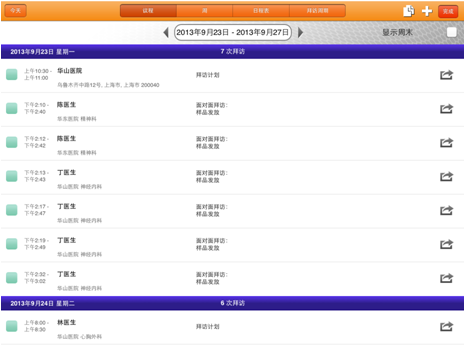 今天 议程 周 日程表 拜访周期 完成
2013年9月23日 - 2013年9月27日 显示周末
2013年9月23日 星期一 7 次拜访
上午10:30 - 华山医院 拜访计划
上午11:00 乌鲁木齐中路12号, 上海市, 上海市 200040
下午2:10 - 陈医生 面对面拜访:
下午2:40 华东医院 精神科 样品发放
下午2:12 - 陈医生 面对面拜访:
下午2:42 华东医院 精神科 样品发放
下午2:13 - 丁医生 面对面拜访:
下午2:43 华山医院 神经内科 样品发放
下午2:17 - 丁医生 面对面拜访:
下午2:47 华山医院 神经内科 样品发放
下午2:19 - 丁医生 面对面拜访:
下午2:49 华山医院 神经内科 样品发放
下午2:32 - 丁医生 面对面拜访:
下午3:02 华山医院 神经内科 样品发放
2013年9月24日 星期二 6 次拜访
上午8:00 - 林医生 拜访计划
上午8:30 华山医院 心胸外科